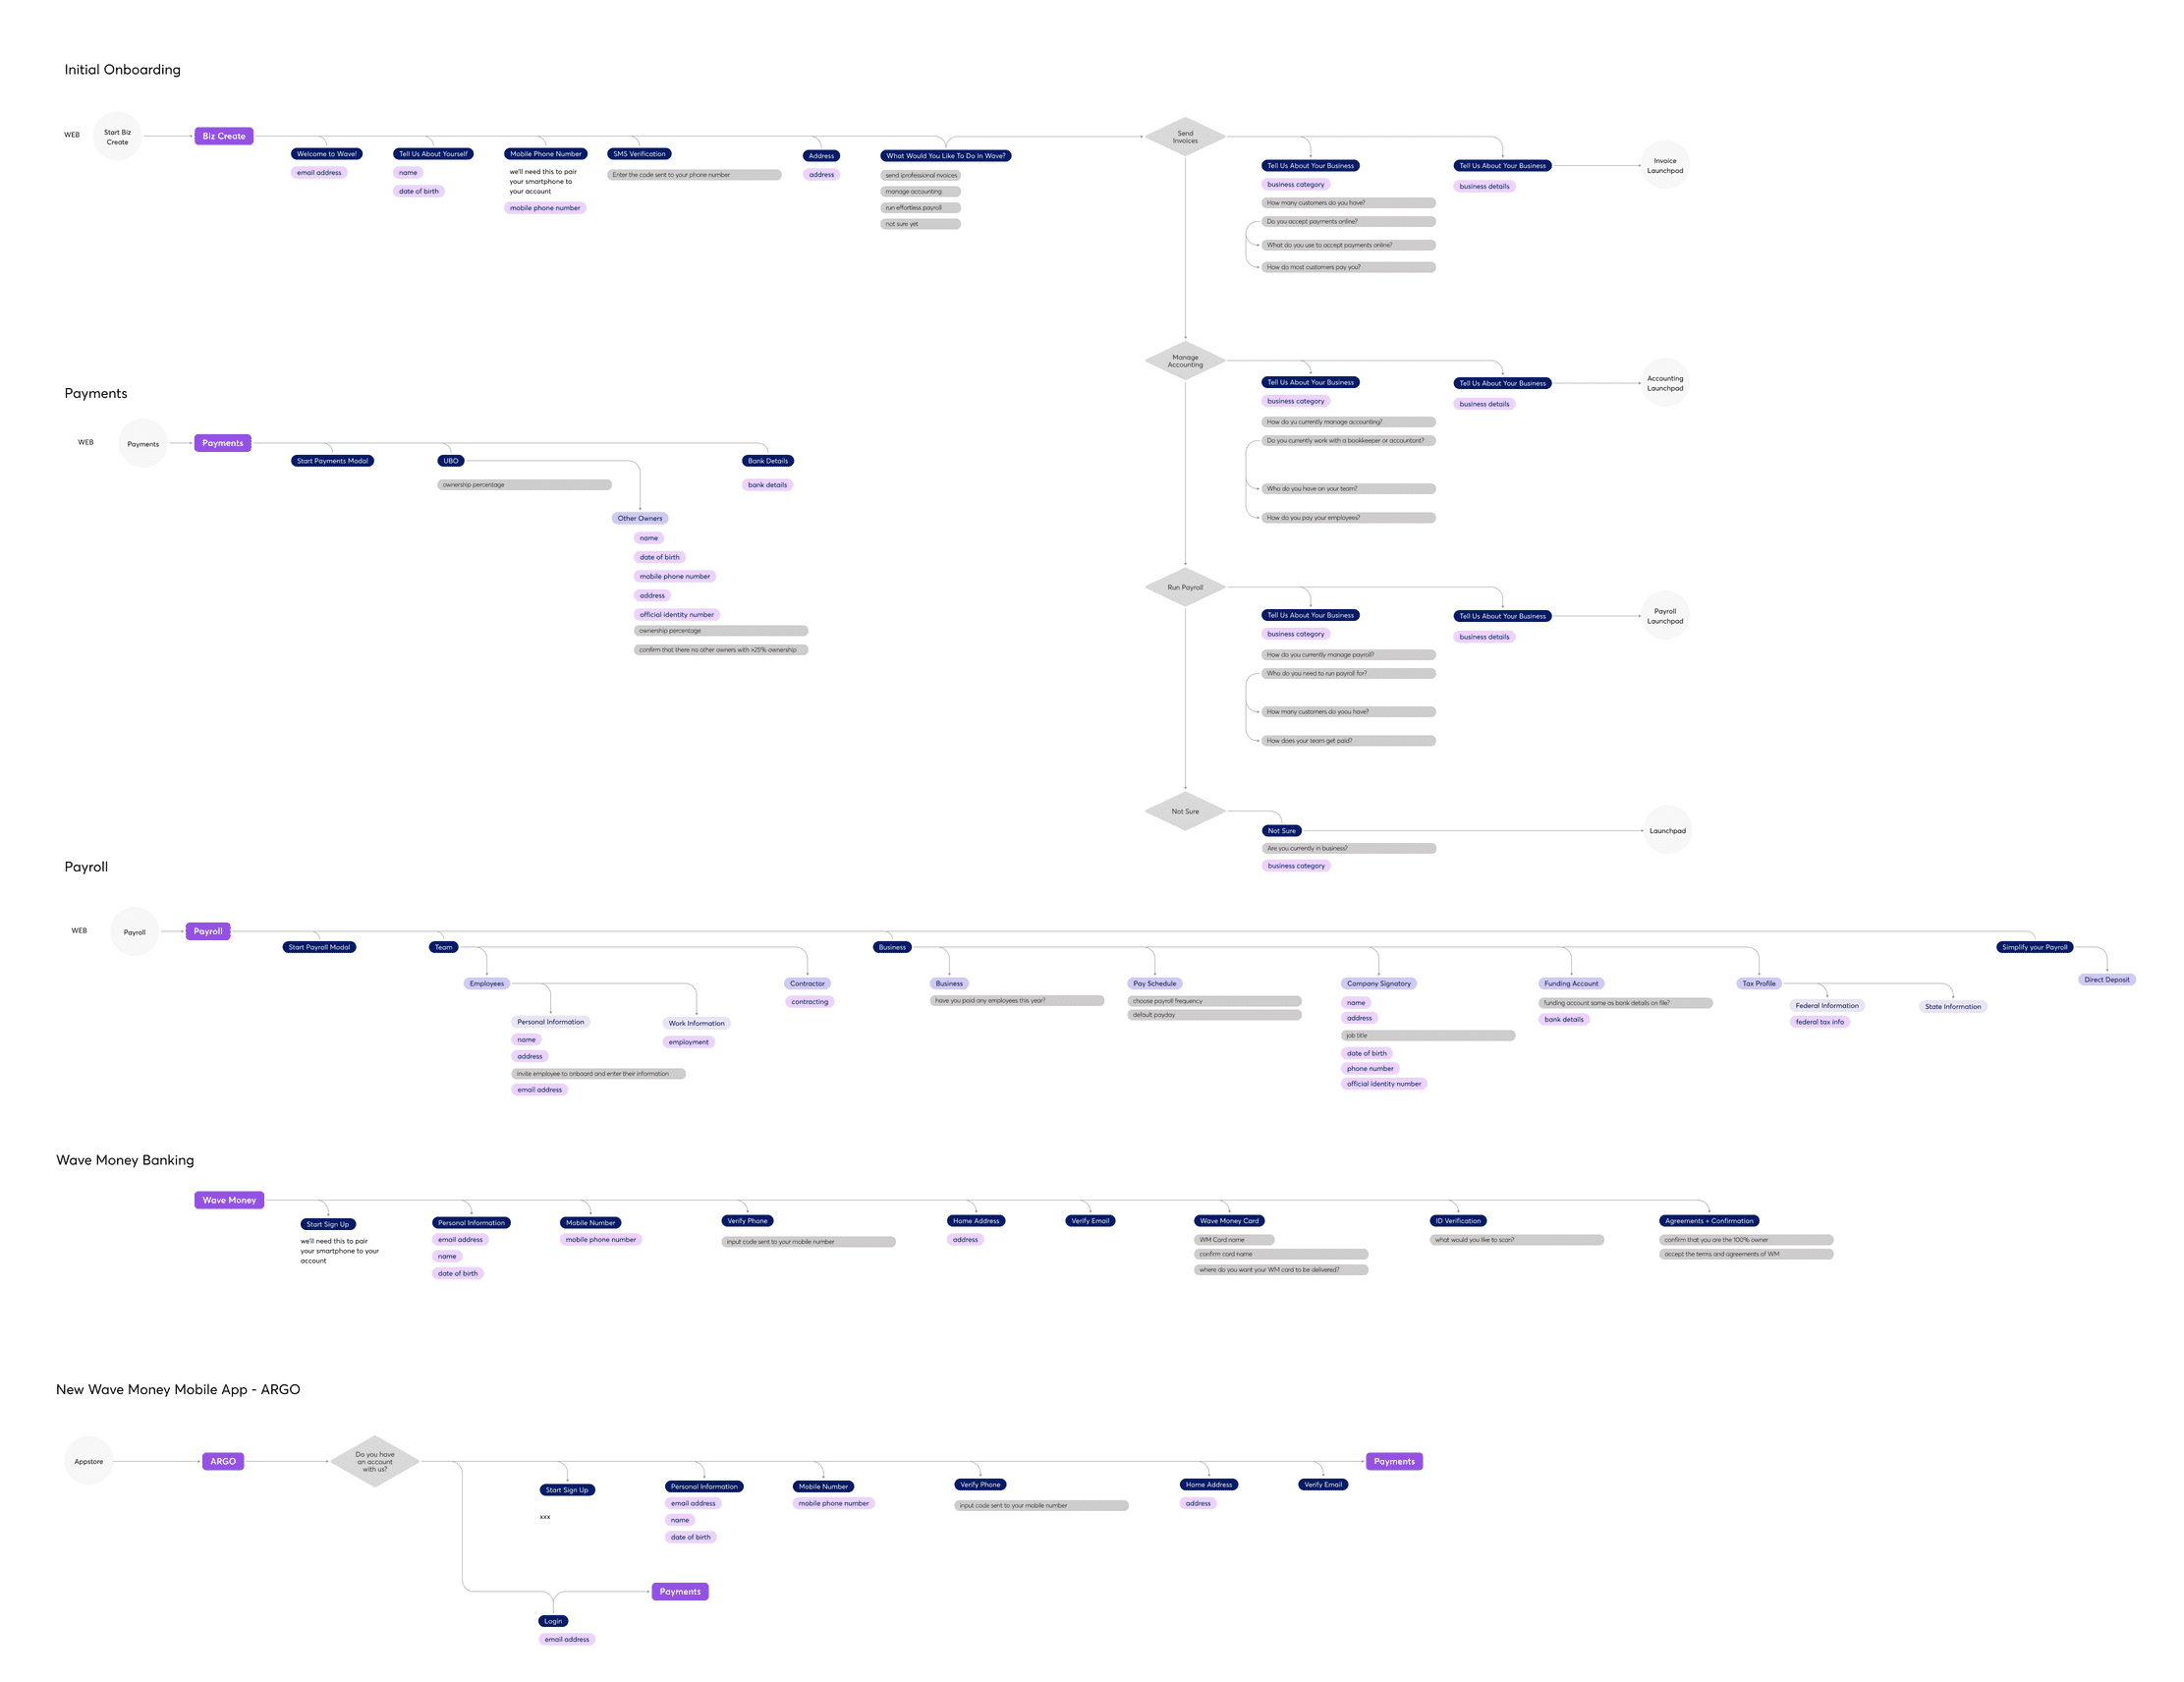 Initial Onboarding
WEB
Start Biz
Create
Biz Create
Welcome to Wave!
email address
Tell Us About Yourself
name
date of birth
Mobile Phone Number
we'll need this to pair
your smartphone to
your account
mobile phone number
SMS Verification
Enter the code sent to your phone number
Address
address
What Would You Like To Do In Wave?
send iprofessional nvoices
manage accounting
run effortless payroll
not sure yet
Send
Invoices
Tell Us About Your Business
business category
How many customers do you have?
Do you accept payments online?
What do you use to accept payments online?
How do most customers pay you?
Tell Us About Your Business
business details
Invoice
Launchpad
Manage
Accounting
Tell Us About Your Business
business category
How do yu currently manage accounting?
Do you currently work with a bookkeeper or accountant?
Who do you have on your team?
How do you pay your employees?
Tell Us About Your Business
business details
Accounting
Launchpad
Run Payroll
Tell Us About Your Business
business category
How do you currently manage payroll?
Who do you need to run payroll for?
How many customers do yoou have?
How does your team get paid?
Tell Us About Your Business
business details
Payroll
Launchpad
Not Sure
Not Sure
Are you currently in business?
business category
Launchpad
Payments
WEB
Payments
Payments
Start Payments Modal
UBO
ownership percentage
Other Owners
name
date of birth
mobile phone number
address
official identity number
ownership percentage
confirm that there no other owners with >25% ownership
Bank Details
bank details
Payroll
WEB
Payroll
Payroll
Start Payroll Modal
Team
Employees
Personal Information
name
address
invite employee to onboard and enter their information
email address
Work Information
employment
Contractor
contracting
Business
Business
have you paid any employees this year?
Pay Schedule
choose payroll frequency
default payday
Company Signatory
name
address
job title
date of birth
phone number
official identity number
Funding Account
funding account same as bank details on file?
bank details
Tax Profile
Federal Information
federal tax info
State Information
Simplify your Payroll
Direct Deposit
Wave Money Banking
Wave Money
Start Sign Up
we'll need this to pair
your smartphone to your
account
Personal Information
email address
name
date of birth
Mobile Number
mobile phone number
Verify Phone
input code sent to your mobile number
Home Address
address
Verify Email
Wave Money Card
WM Card name
confirm card name
where do you want your WM card to be delivered?
ID Verification
what would you like to scan?
Agreements + Confirmation
confirm that you are the 100% owner
accept the terms and agreements of WM
New Wave Money Mobile App - ARGO
Appstore
ARGO
Do you have
an account
with us?
Start Sign Up
xxx
Personal Information
email address
name
date of birth
Mobile Number
mobile phone number
Verify Phone
input code sent to your mobile number
Home Address
address
Verify Email
Payments
Payments
Login
email address